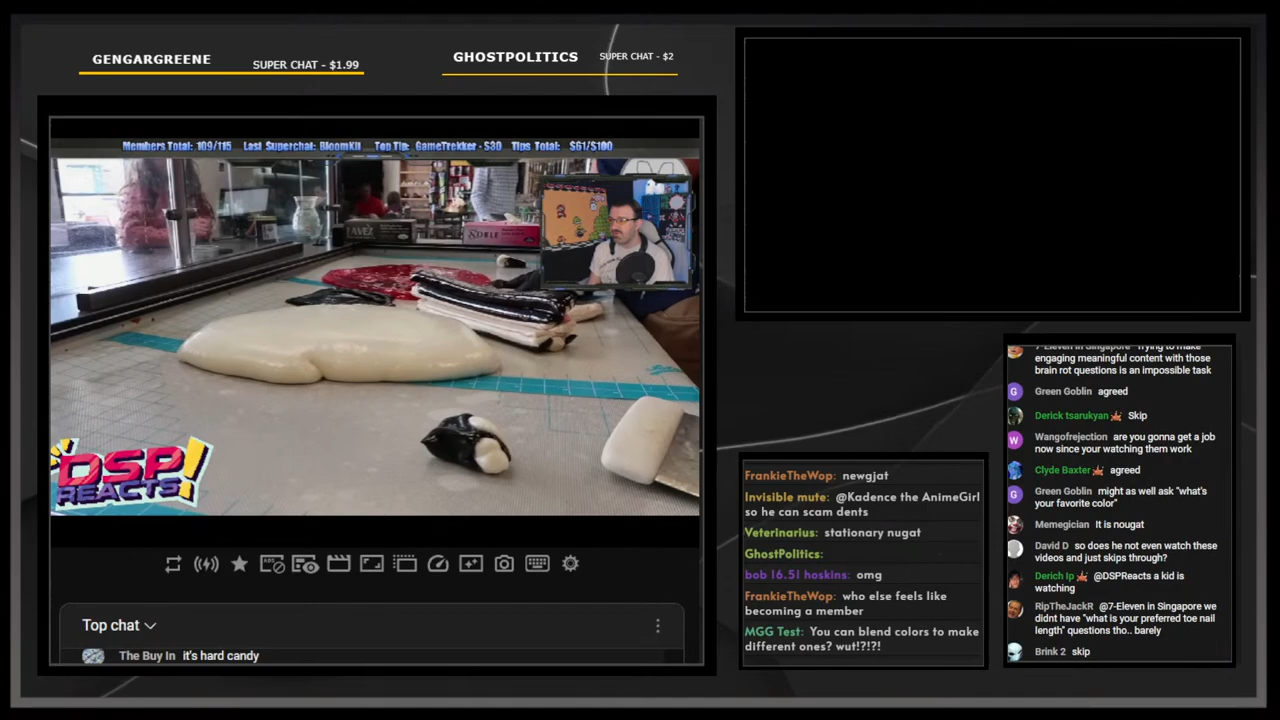 GENGARGREENE
SUPER CHAT - $1.99
GHOSTPOLITICS
SUPER CHAT - $2
Members Total: 109/115 Last Superchat: BloomKit Top Tip: GameTrekker - $30 Tips Total: $61/$100
NOBLE
DSP!
REACTS
Top chat
The Buy In it's hard candy
FrankieTheWop: newgjat
Invisible mute: @Kadence the AnimeGirl
so he can scam dents
Veterinarius: stationary nugat
GhostPolitics:
bob 16.51 hoskins: omg
FrankieTheWop: who else feels like
becoming a member
MGG Test: You can blend colors to make
different ones? wut!?!?!
7-Eleven in Singapore Trying to make
engaging meaningful content with those
brain rot questions is an impossible task
Green Goblin agreed
Derick tsarukyan Skip
Wangofrejection are you gonna get a job
now since your watching them work
Clyde Baxter agreed
Green Goblin might as well ask "what's
your favorite color"
Memegician It is nougat
David D so does he not even watch these
videos and just skips through?
Derich Ip @DSPReacts a kid is
watching
RipTheJackR @7-Eleven in Singapore we
didnt have "what is your preferred toe nail
length" questions tho.. barely
Brink 2 skip